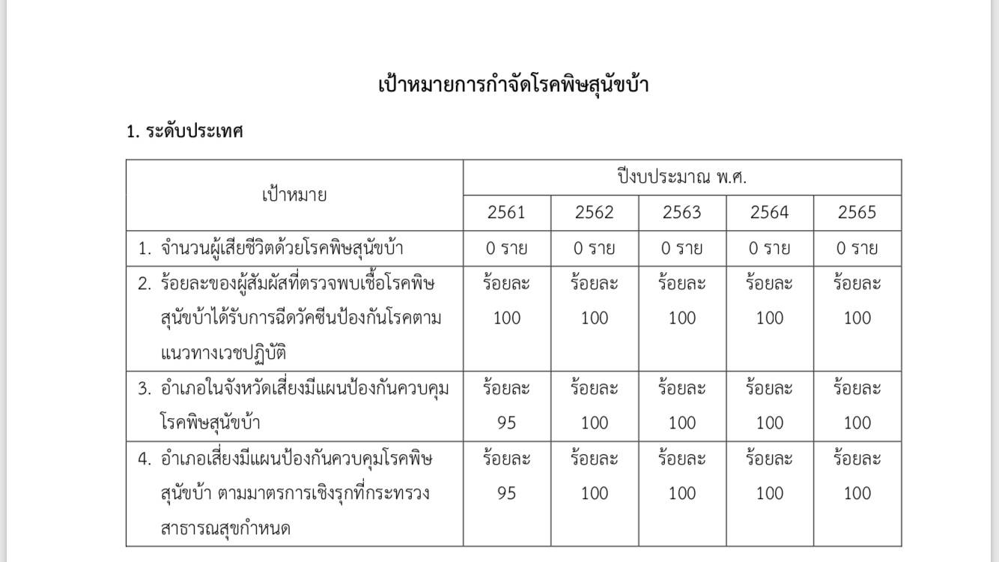 เป้าหมายการกำจัดโรคพิษสุนัขบ้า
1. ระดับประเทศ
เป้าหมาย
ปีงบประมาณ พ.ศ.
2561 2562 2563 2564 2565
1. จำนวนผู้เสียชีวิตด้วยโรคพิษสุนัขบ้า 0 ราย 0 ราย 0 ราย 0 ราย 0 ราย
2. ร้อยละของผู้สัมผัสที่ตรวจพบเชื้อโรคพิษ ร้อยละ ร้อยละ ร้อยละ ร้อยละ ร้อยละ
สุนัขบ้าได้รับการฉีดวัคซีนป้องกันโรคตาม 100 100 100 100 100
แนวทางเวชปฏิบัติ
3. อำเภอในจังหวัดเสี่ยงมีแผนป้องกันควบคุม ร้อยละ ร้อยละ ร้อยละ ร้อยละ ร้อยละ
โรคพิษสุนัขบ้า 95 100 100 100 100
4. อำเภอเสี่ยงมีแผนป้องกันควบคุมโรคพิษ ร้อยละ ร้อยละ ร้อยละ ร้อยละ ร้อยละ
สุนัขบ้า ตามมาตรการเชิงรุกที่กระทรวง 95 100 100 100 100
สาธารณสุขกำหนด